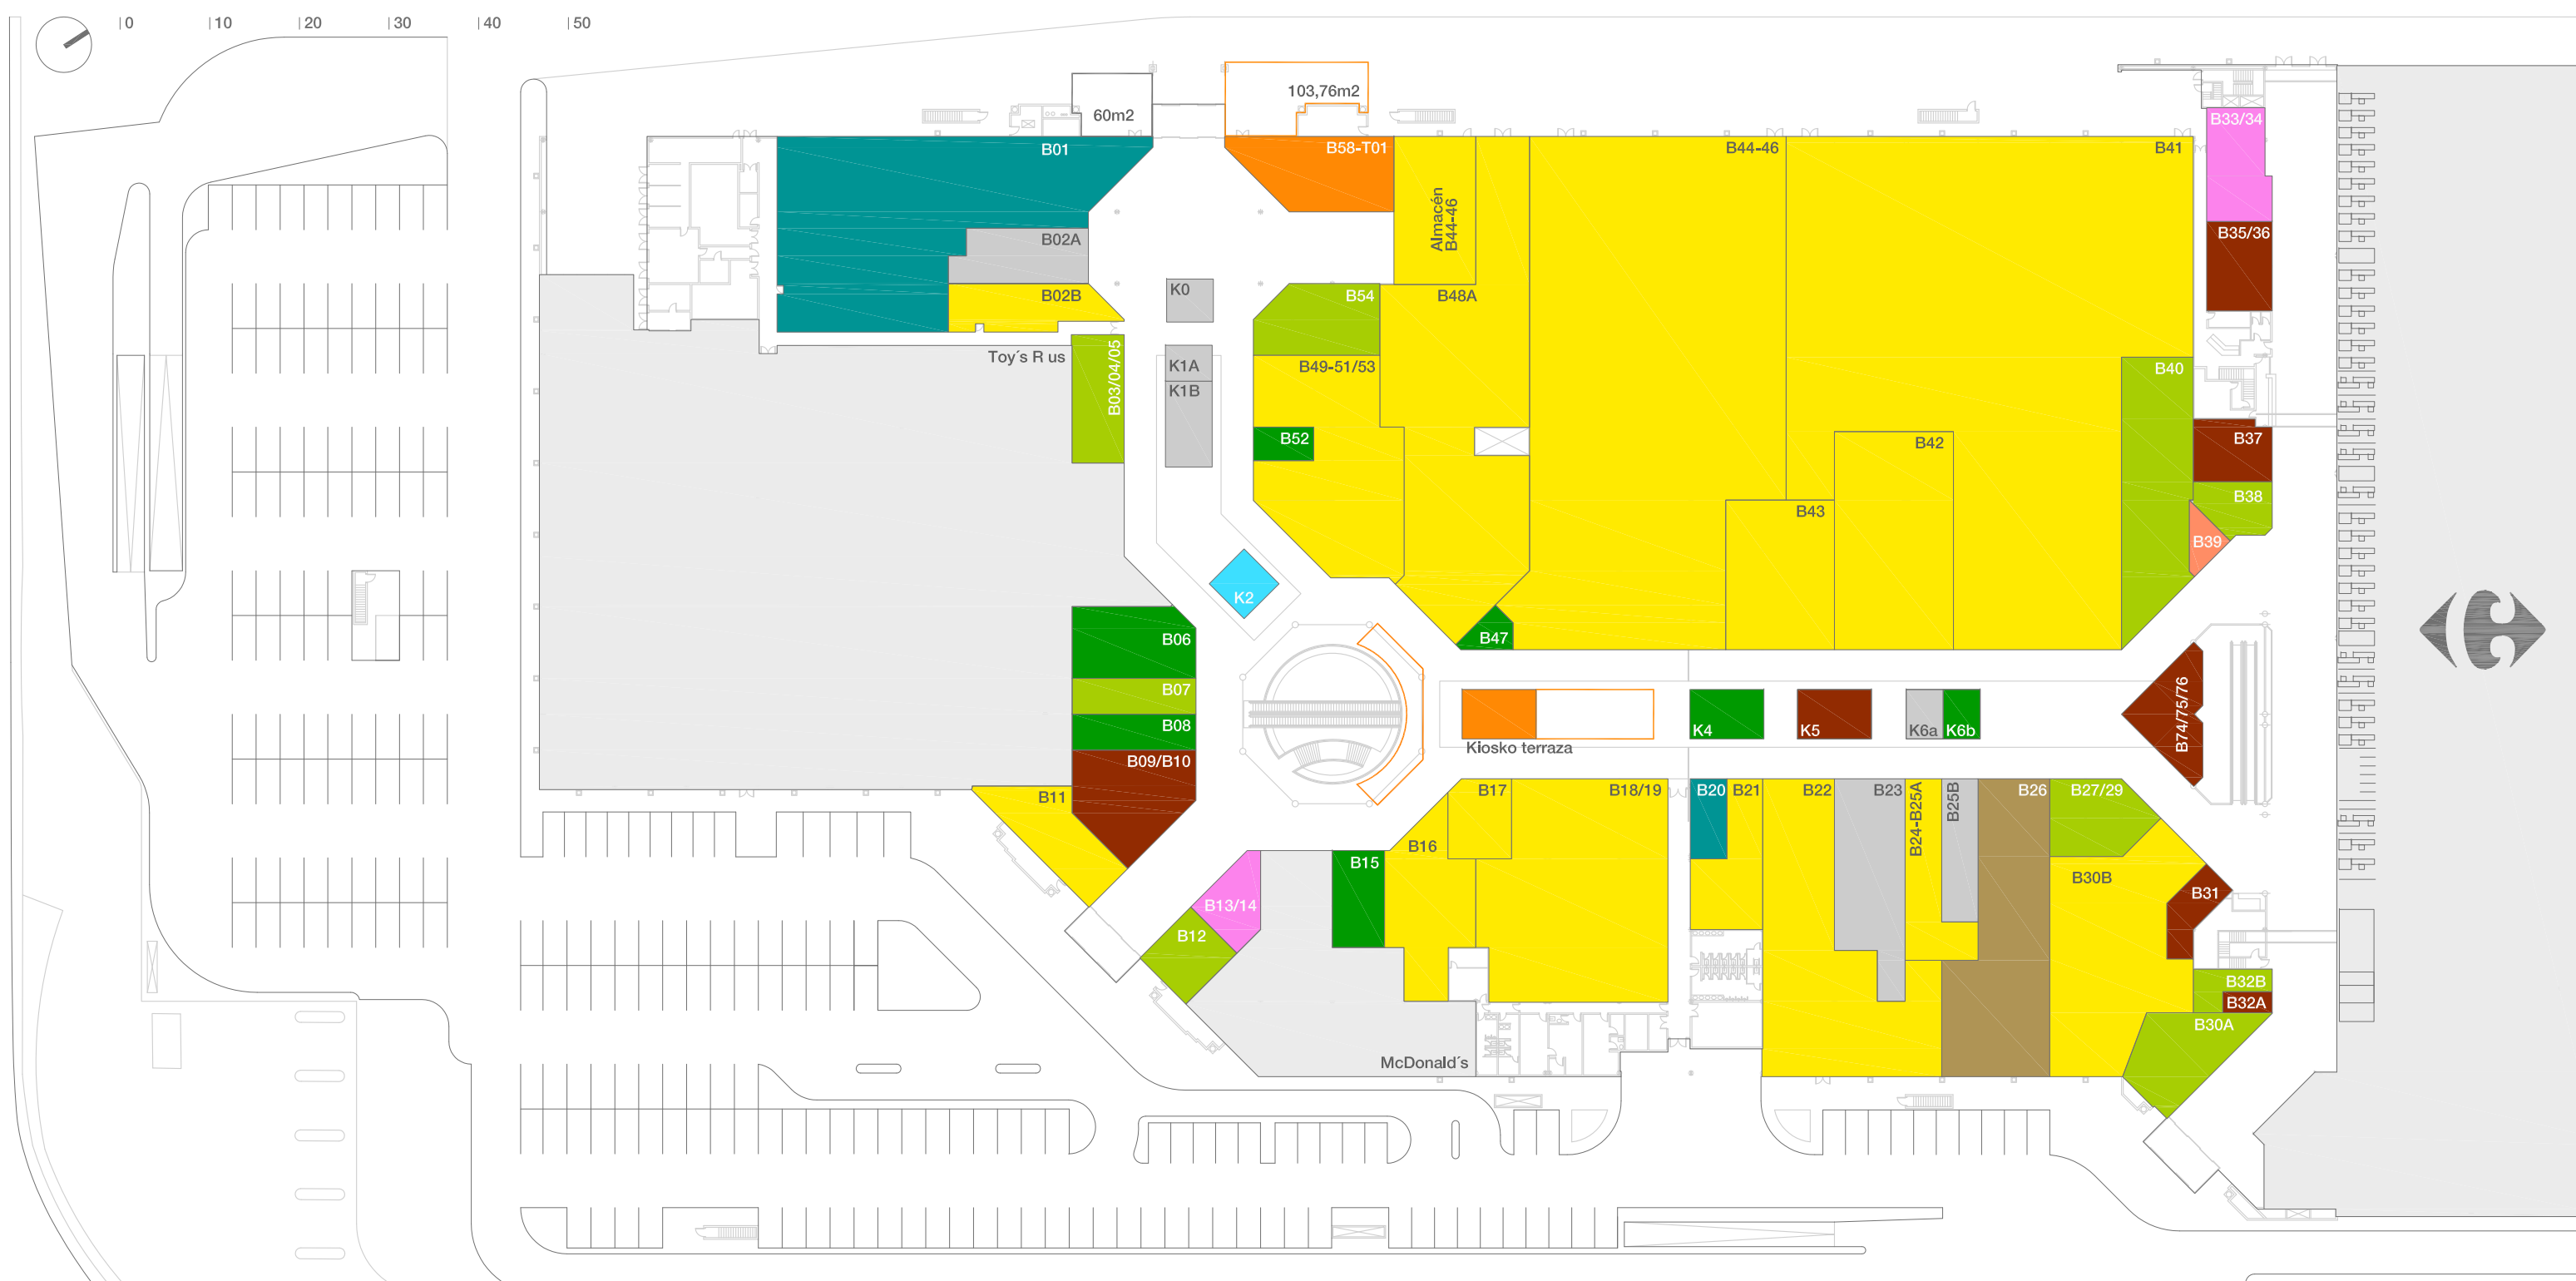 0 10 20 30 40 50
60m2
103,76m2
B01
B58-T01
B44-46
B41
B33/34
Almacén
B44-46
B02A
B35/36
K0
B02B
B54
B48A
Toy´s R us
B03/04/05
K1A
B49-51/53
B40
K1B
B52
B42
B37
B38
B43
B39
K2
B06
B47
B07
B74/75/76
B08
K4
K5
K6a
K6b
Kiosko terraza
B09/B10
B11
B17
B18/19
B20
B21
B22
B23
B24-B25A
B25B
B26
B27/29
B16
B15
B30B
B31
B13/14
B12
B32B
B32A
B30A
McDonald´s